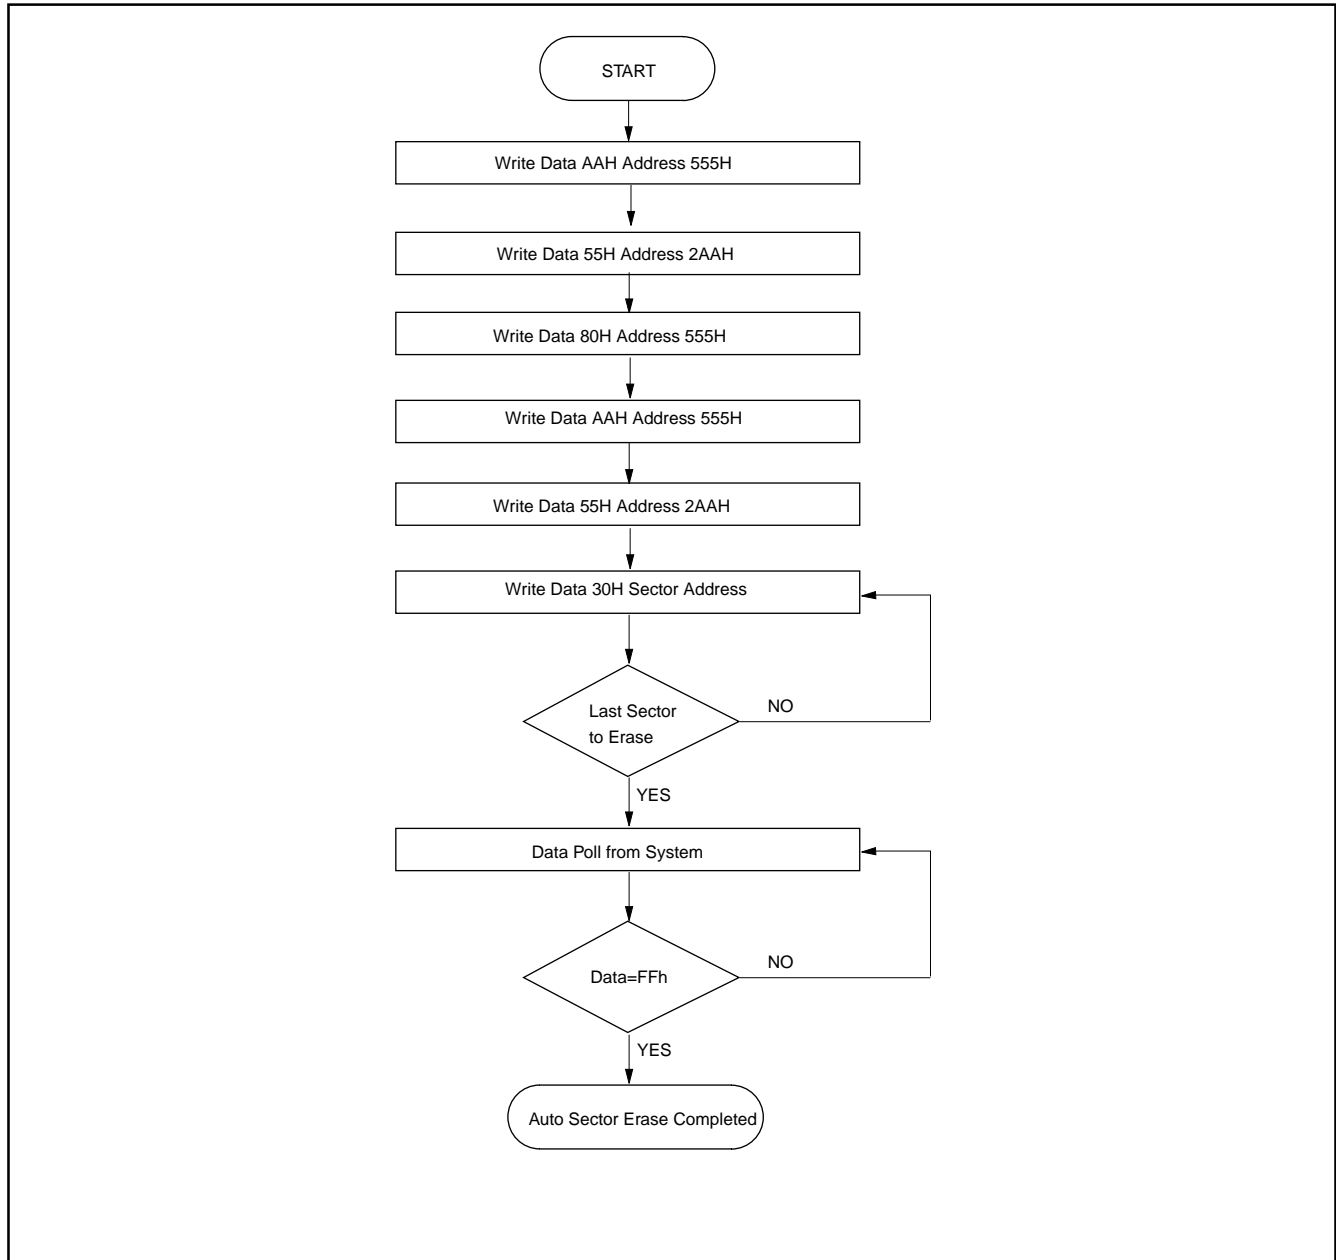 START
Write Data AAH Address 555H
Write Data 55H Address 2AAH
Write Data 80H Address 555H
Write Data AAH Address 555H
Write Data 55H Address 2AAH
Write Data 30H Sector Address
Last Sector
to Erase
NO
YES
Data Poll from System
Data=FFh
NO
YES
Auto Sector Erase Completed